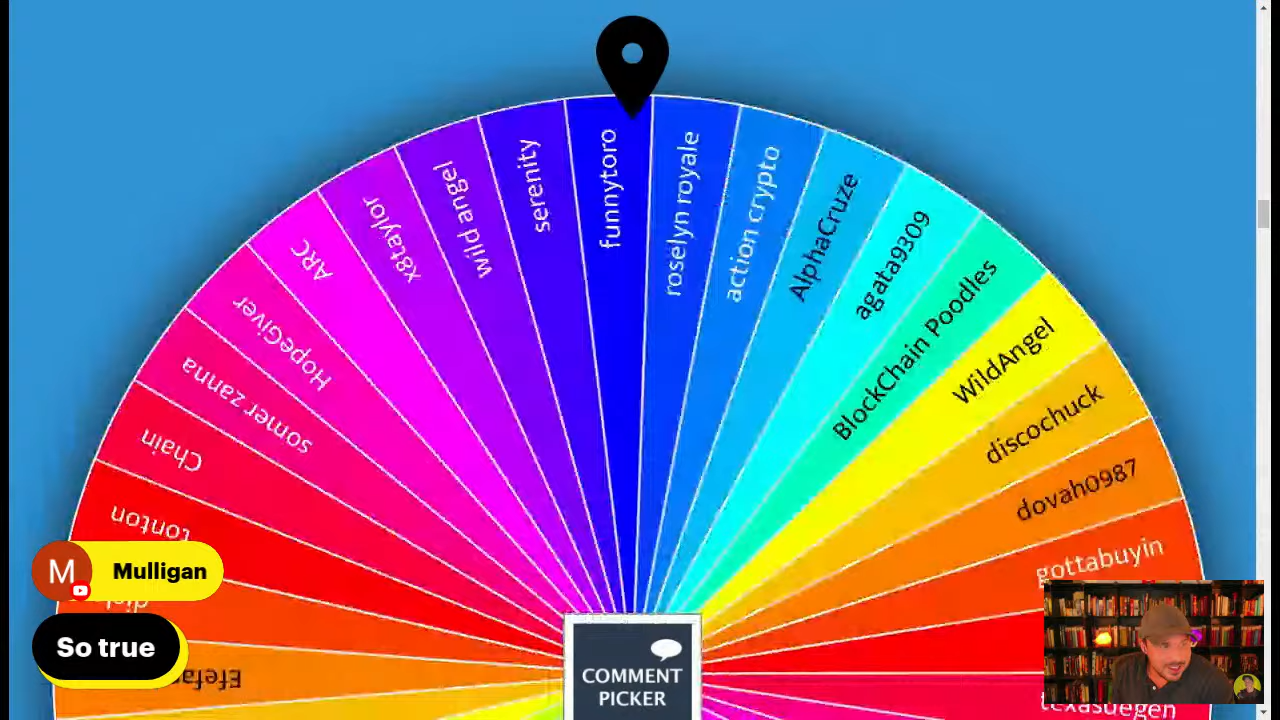 funnytoro
roselyn royale
action crypto
AlphaCruze
agata9309
BlockChain Poodles
WildAngel
discochuck
dovah0987
gottabuyin
texasuegen
serenity
wild angel
x8taylor
ARC
HopeGiver
somer zanna
Chain
tonton
M
Mulligan
So true
COMMENT
PICKER